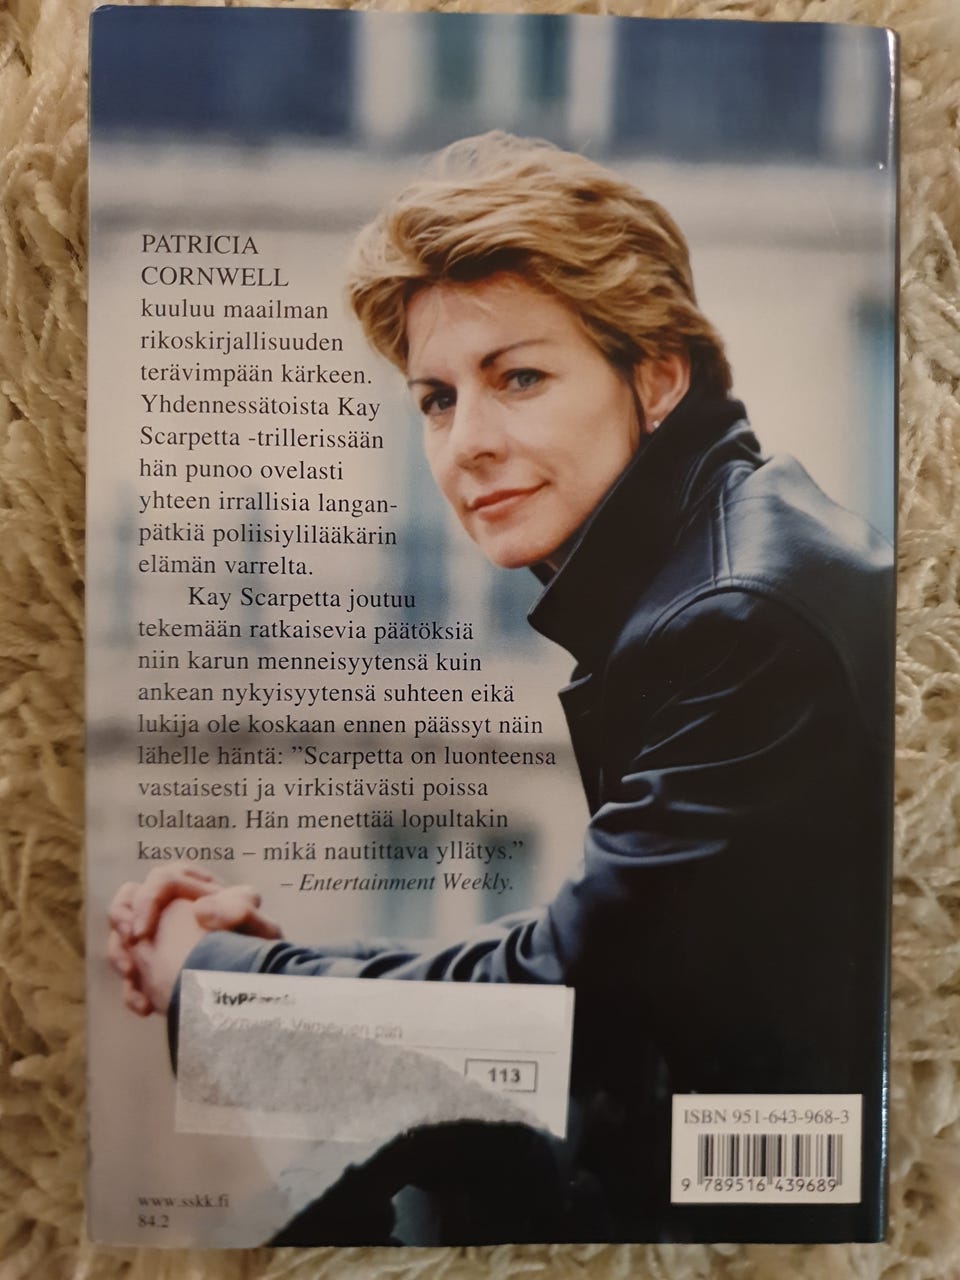 PATRICIA
CORNWELL
kuuluu maailman
rikoskirjallisuuden
terävimpään kärkeen.
Yhdennessätoista Kay
Scarpetta -trillerissään
hän punoo ovelasti
yhteen irrallisia langan-
pätkiä poliisiylilääkärin
elämän varrelta.
Kay Scarpetta joutuu
tekemään ratkaisevia päätöksiä
niin karun menneisyytensä kuin
ankean nykyisyytensä suhteen eikä
lukija ole koskaan ennen päässyt näin
lähelle häntä: ”Scarpetta on luonteensa
vastaisesti ja virkistävästi poissa
tolaltaan. Hän menettää lopultakin
kasvonsa – mikä nautittava yllätys.”
– Entertainment Weekly.
113
ISBN 951-643-968-3
9 789516 439689
www.sskk.fi
84.2